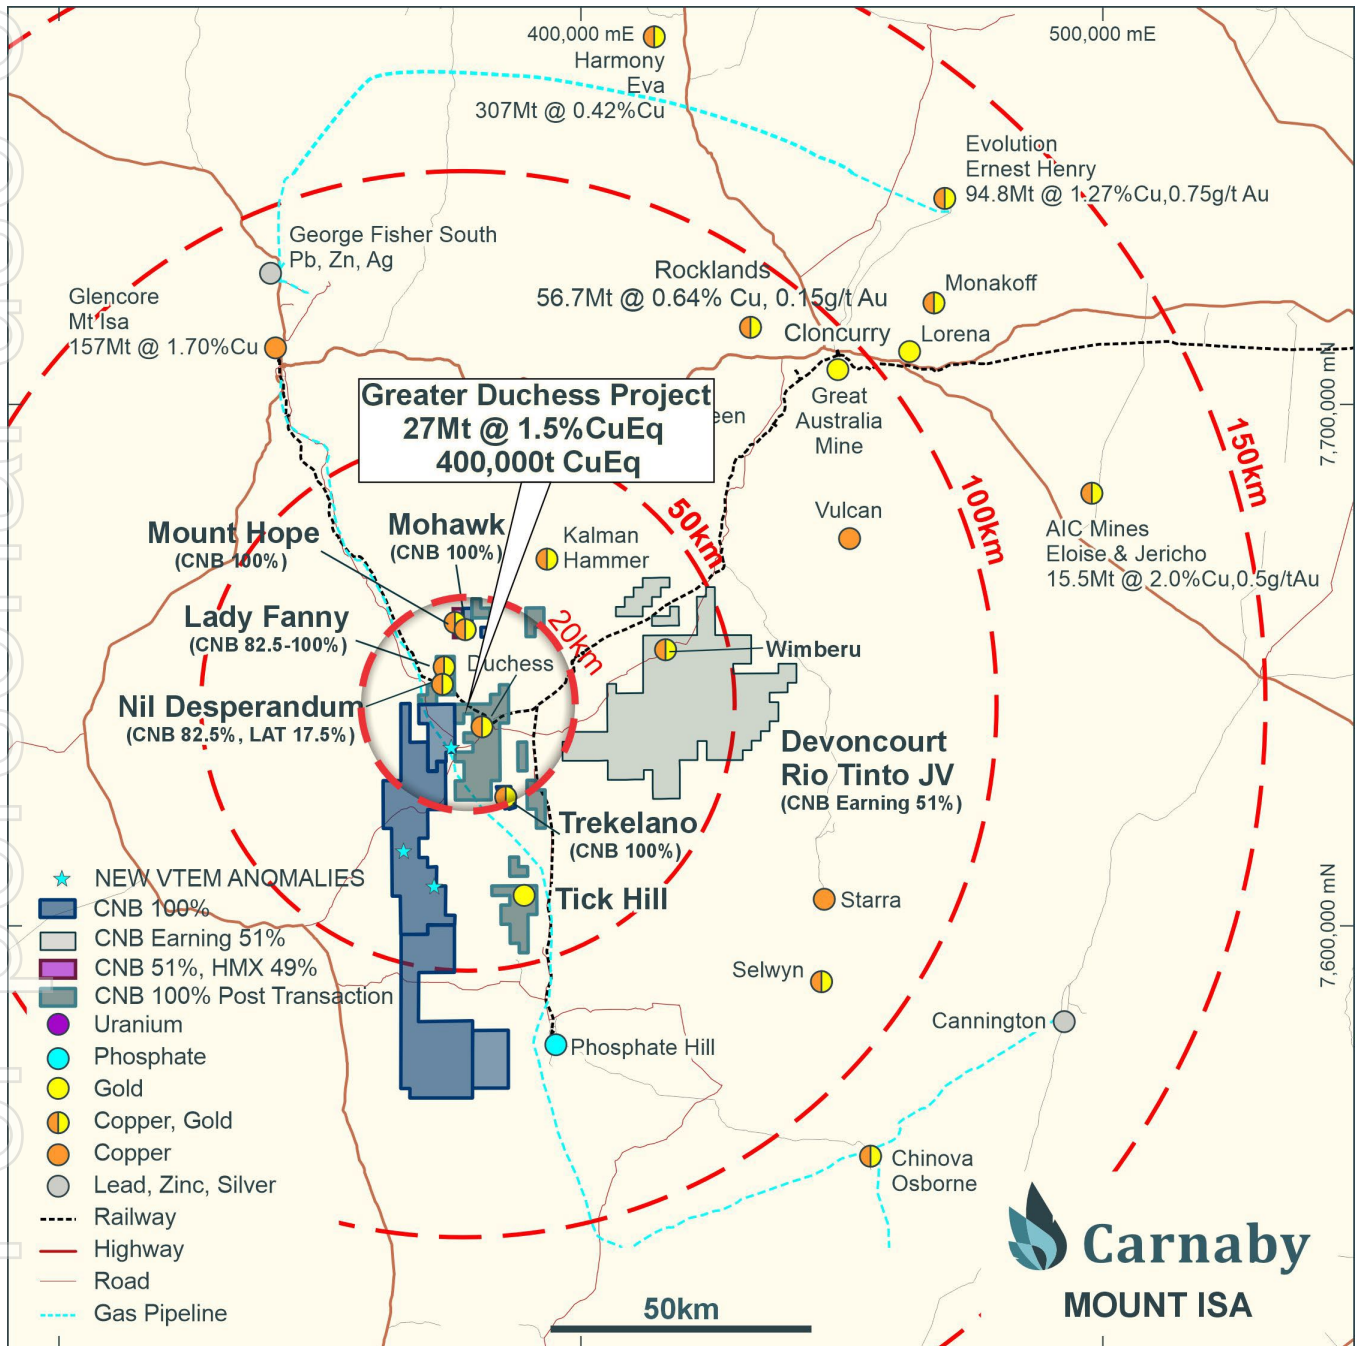 400,000 mE
500,000 mE
Harmony
Eva
307Mt @ 0.42%Cu
Evolution
Ernest Henry
94.8Mt @ 1.27%Cu,0.75g/t Au
George Fisher South
Pb, Zn, Ag
Rocklands
56.7Mt @ 0.64% Cu, 0.15g/t Au
Monakoff
Glencore
Mt Isa
157Mt @ 1.70%Cu
Cloncurry
Lorena
Greater Duchess Project
27Mt @ 1.5%CuEq
400,000t CuEq
een
Great
Australia
Mine
7,700,000 mN
150km
100km
50km
20km
Vulcan
AIC Mines
Eloise & Jericho
15.5Mt @ 2.0%Cu,0.5g/tAu
Mount Hope
(CNB 100%)
Mohawk
(CNB 100%)
Kalman
Hammer
Lady Fanny
(CNB 82.5-100%)
Duchess
Wimberu
Nil Desperandum
(CNB 82.5%, LAT 17.5%)
Devoncourt
Rio Tinto JV
(CNB Earning 51%)
Trekelano
(CNB 100%)
Tick Hill
Starra
Selwyn
7,600,000 mN
Cannington
Phosphate Hill
Chinova
Osborne
NEW VTEM ANOMALIES
CNB 100%
CNB Earning 51%
CNB 51%, HMX 49%
CNB 100% Post Transaction
Uranium
Phosphate
Gold
Copper, Gold
Copper
Lead, Zinc, Silver
Railway
Highway
Road
Gas Pipeline
50km
Carnaby
MOUNT ISA